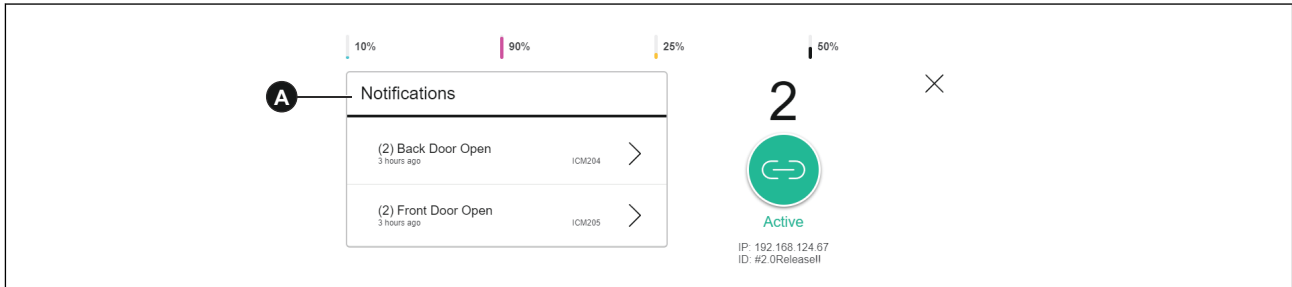 10%
90%
25%
50%
A
Notifications
(2) Back Door Open
3 hours ago
ICM204
(2) Front Door Open
3 hours ago
ICM205
2
Active
IP: 192.168.124.67
ID: #2.0Release!!